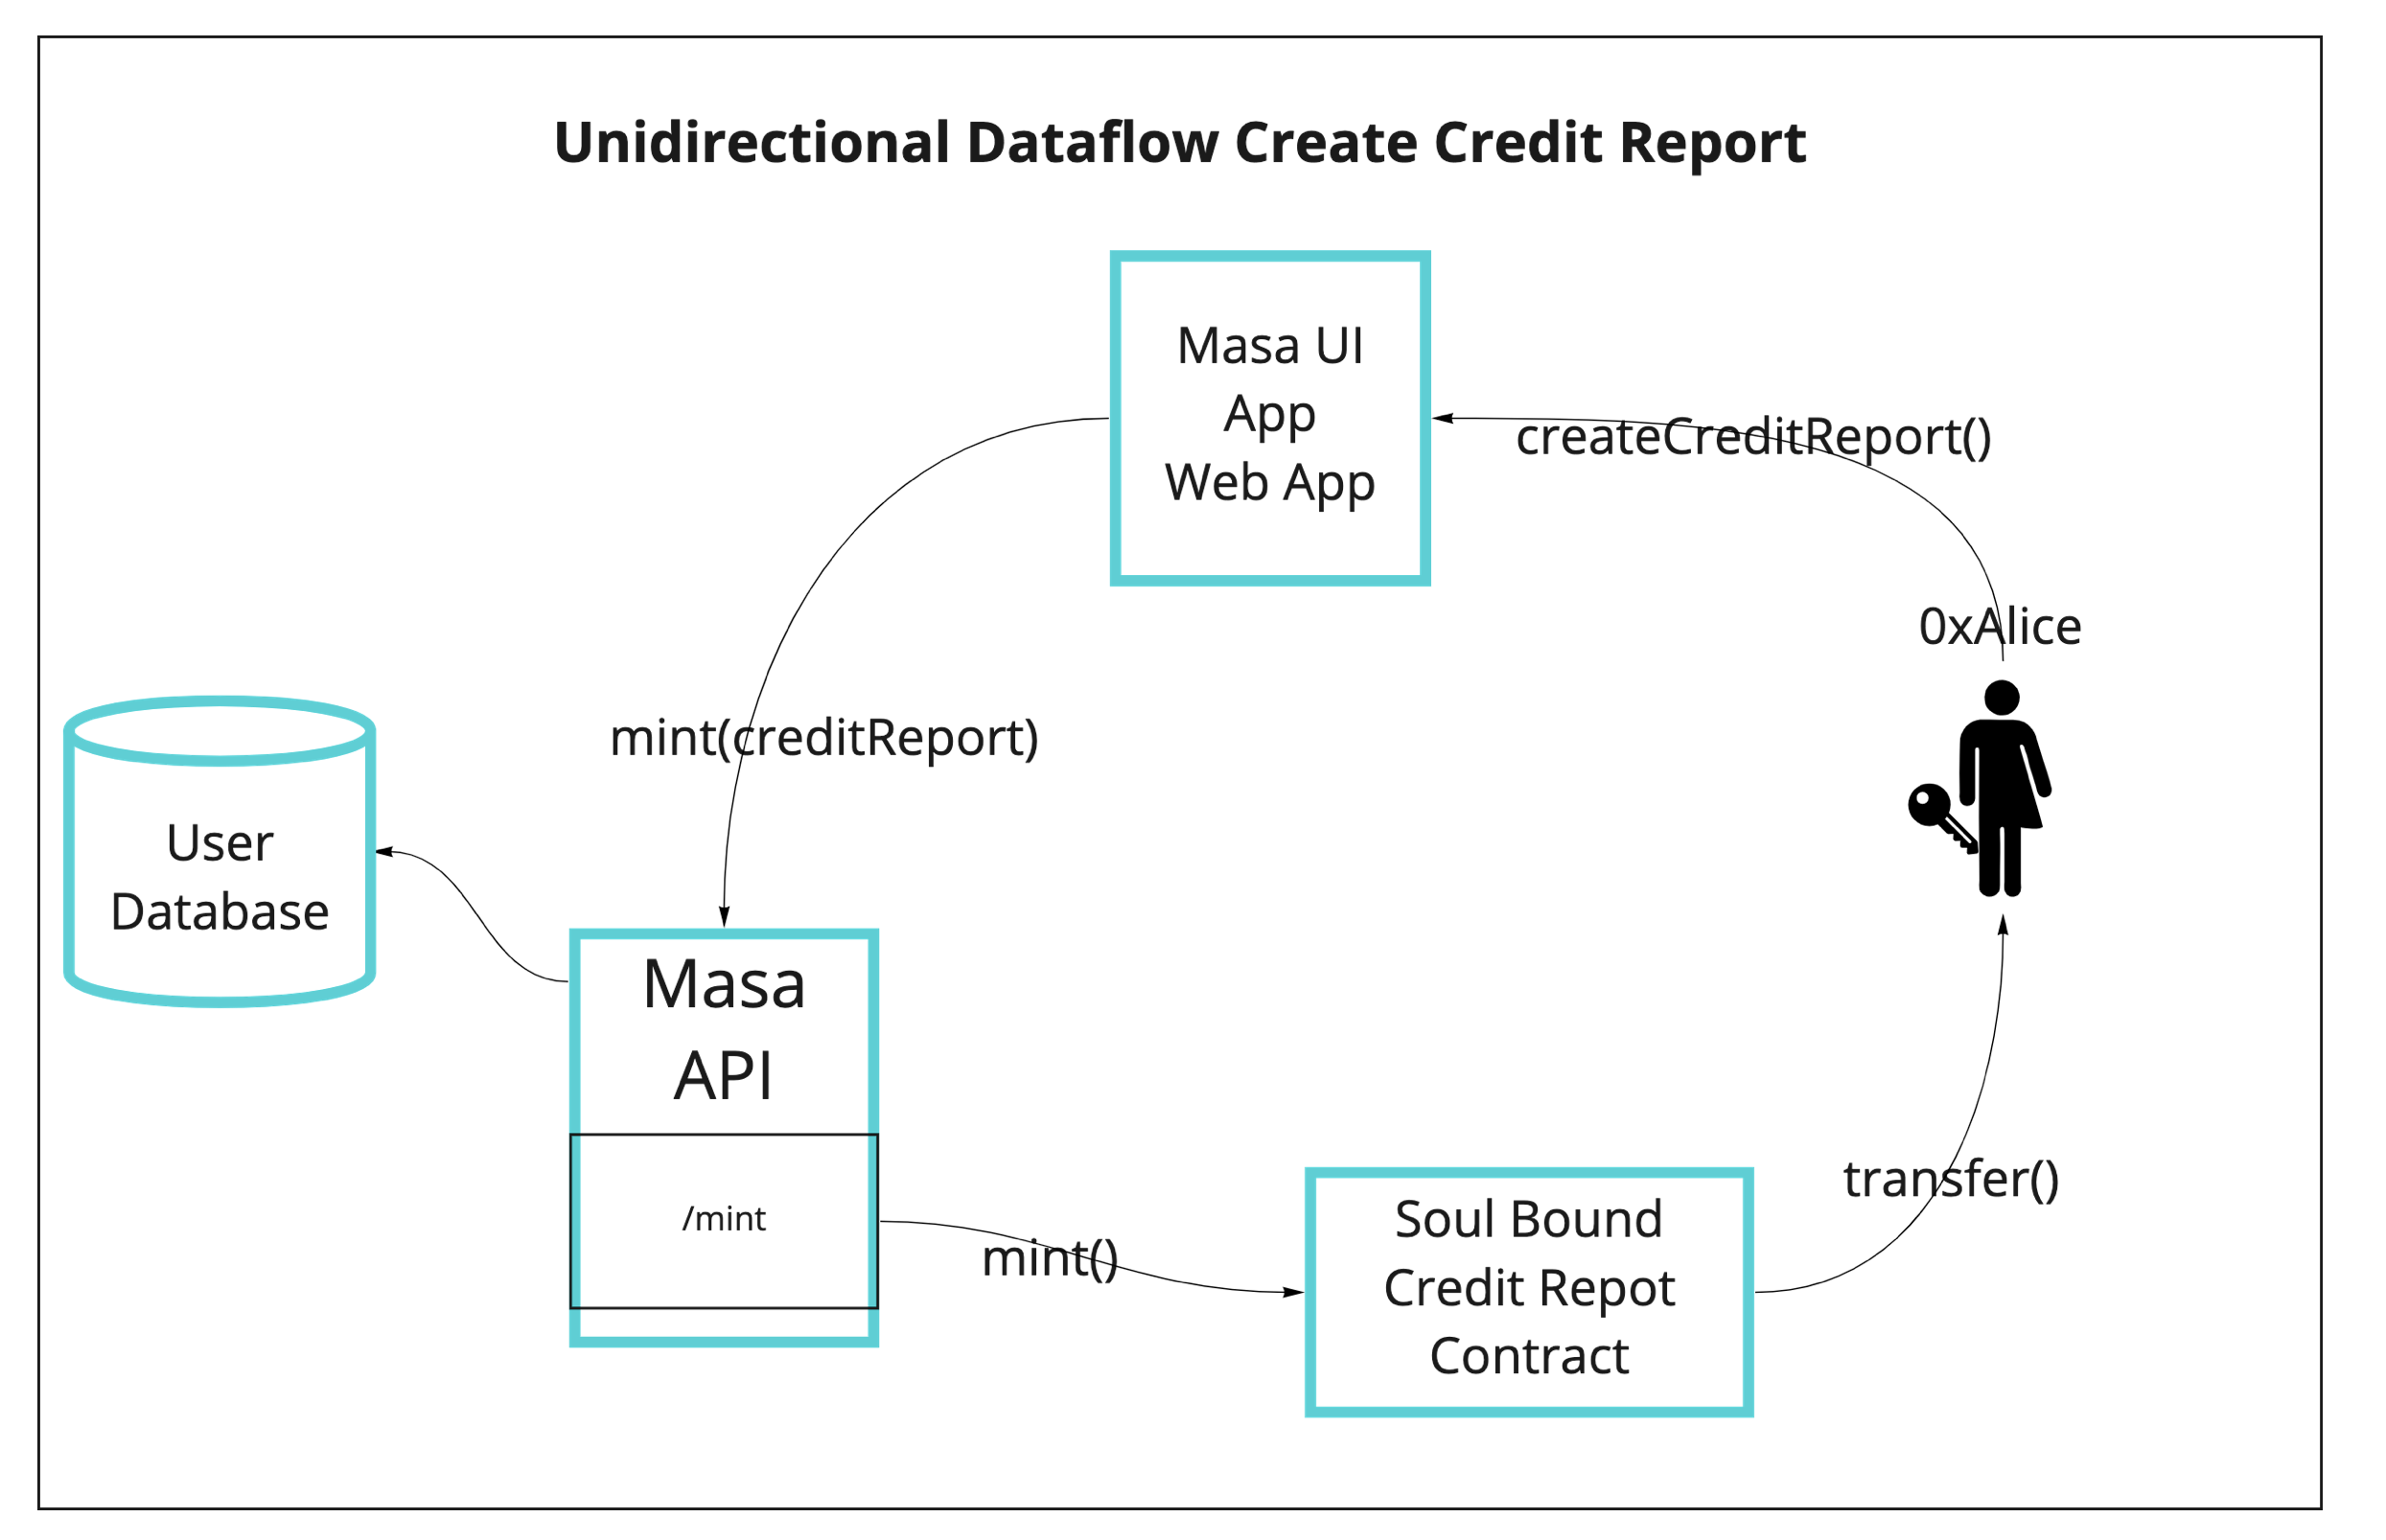 Unidirectional Dataflow Create Credit Report
Masa UI
App
Web App
createCreditReport()
0xAlice
mint(creditReport)
User
Database
Masa
API
/mint
mint()
Soul Bound
Credit Repot
Contract
transfer()